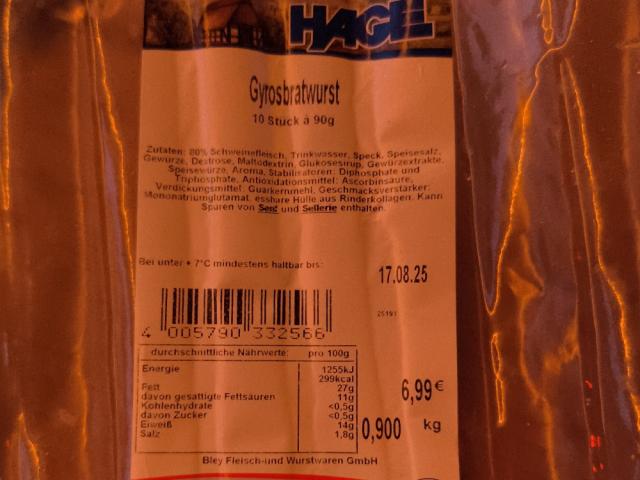 HAGE
Gyrosbratwurst
10 Stück à 90g
Zutaten: 80% Schweinefleisch, Trinkwasser, Speck, Speisesalz,
Gewürze, Dextrose, Maltodextrin, Glukosesirup, Gewürzextrakte,
Speisewürze, Aroma, Stabilisatoren: Diphosphate und
Triphosphate, Antioxidationsmittel: Ascorbinsäure,
Verdickungsmittel: Guarkernmehl, Geschmacksverstärker:
Mononatriumglutamat, essbare Hülle aus Rinderkollagen. Kann
Spuren von Senf und Sellerie enthalten.
Bei unter + 7°C mindestens haltbar bis:
17.08.25
25191
4 005790 332566
durchschnittliche Nährwerte: pro 100g
Energie 1255kJ
299kcal
Fett 27g
davon gesättigte Fettsäuren 11g
Kohlenhydrate <0,5g
davon Zucker <0,5g
Eiweiß 14g
Salz 1,8g
6,99€
0,900 kg
Bley Fleisch-und Wurstwaren GmbH